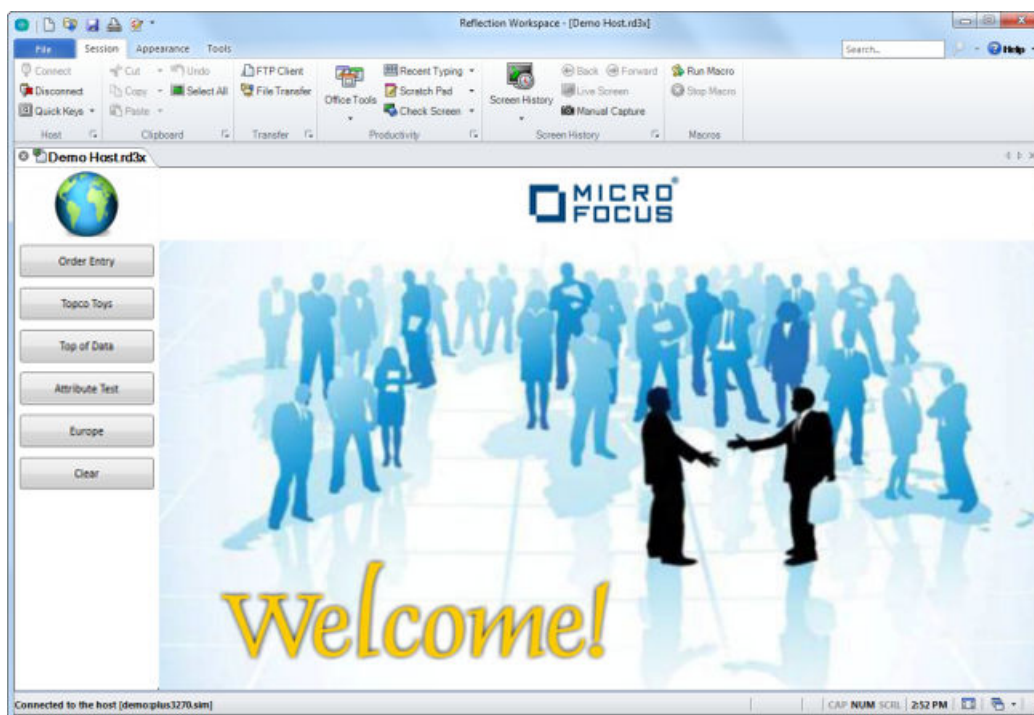 Reflection Workspace - [Demo Host.rd3x]
File Session Appearance Tools Search... Help
Connect Cut Undo FTP Client Recent Typing Back Forward Run Macro
Disconnect Copy Select All File Transfer Office Tools Scratch Pad Screen History Live Screen Stop Macro
Quick Keys Paste Check Screen Manual Capture
Host Clipboard Transfer Productivity Screen History Macros
Demo Host.rd3x
MICRO
FOCUS®
Order Entry
Topco Toys
Top of Data
Attribute Test
Europe
Clear
Welcome!
Connected to the host [demo:plus3270.sim] CAP NUM SCRL 2:52 PM